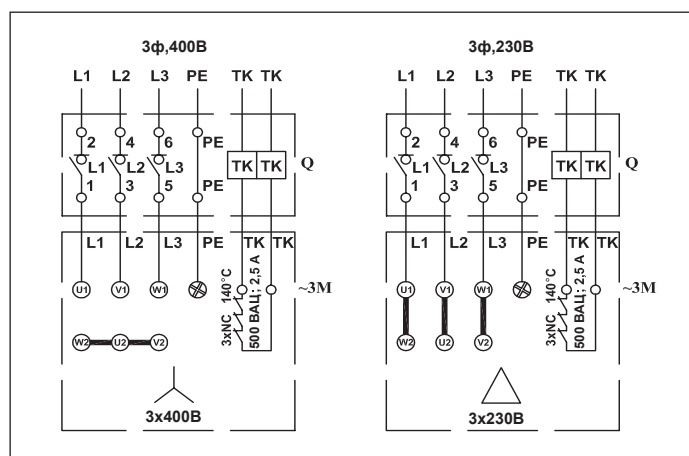 3ф,400В 3ф,230В
L1 L2 L3 PE TK TK L1 L2 L3 PE TK TK
2 4 6 PE 2 4 6 PE
L1 L2 L3 TK TK Q L1 L2 L3 TK TK Q
1 3 5 PE 1 3 5 PE
L1 L2 L3 PE TK TK L1 L2 L3 PE TK TK
U1 V1 W1 ~3М U1 V1 W1 ~3М
3xNC 140°C 3xNC 140°C
500 ВАЦ; 2,5 А 500 ВАЦ; 2,5 А
W2 U2 V2 W2 U2 V2
3x400В 3x230В